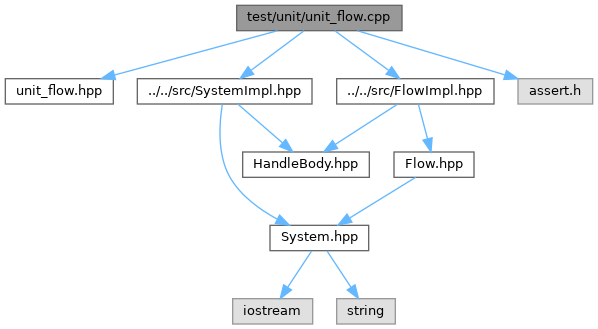 test/unit/unit_flow.cpp
unit_flow.hpp
../../src/SystemImpl.hpp
../../src/FlowImpl.hpp
assert.h
HandleBody.hpp
Flow.hpp
System.hpp
iostream
string